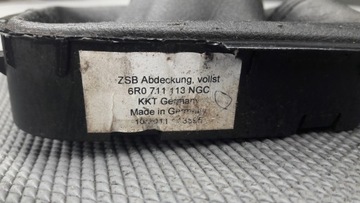 ZSB Abdeckung, vollst
6R0 711 113 NGC
KKT Germany
Made in Germany